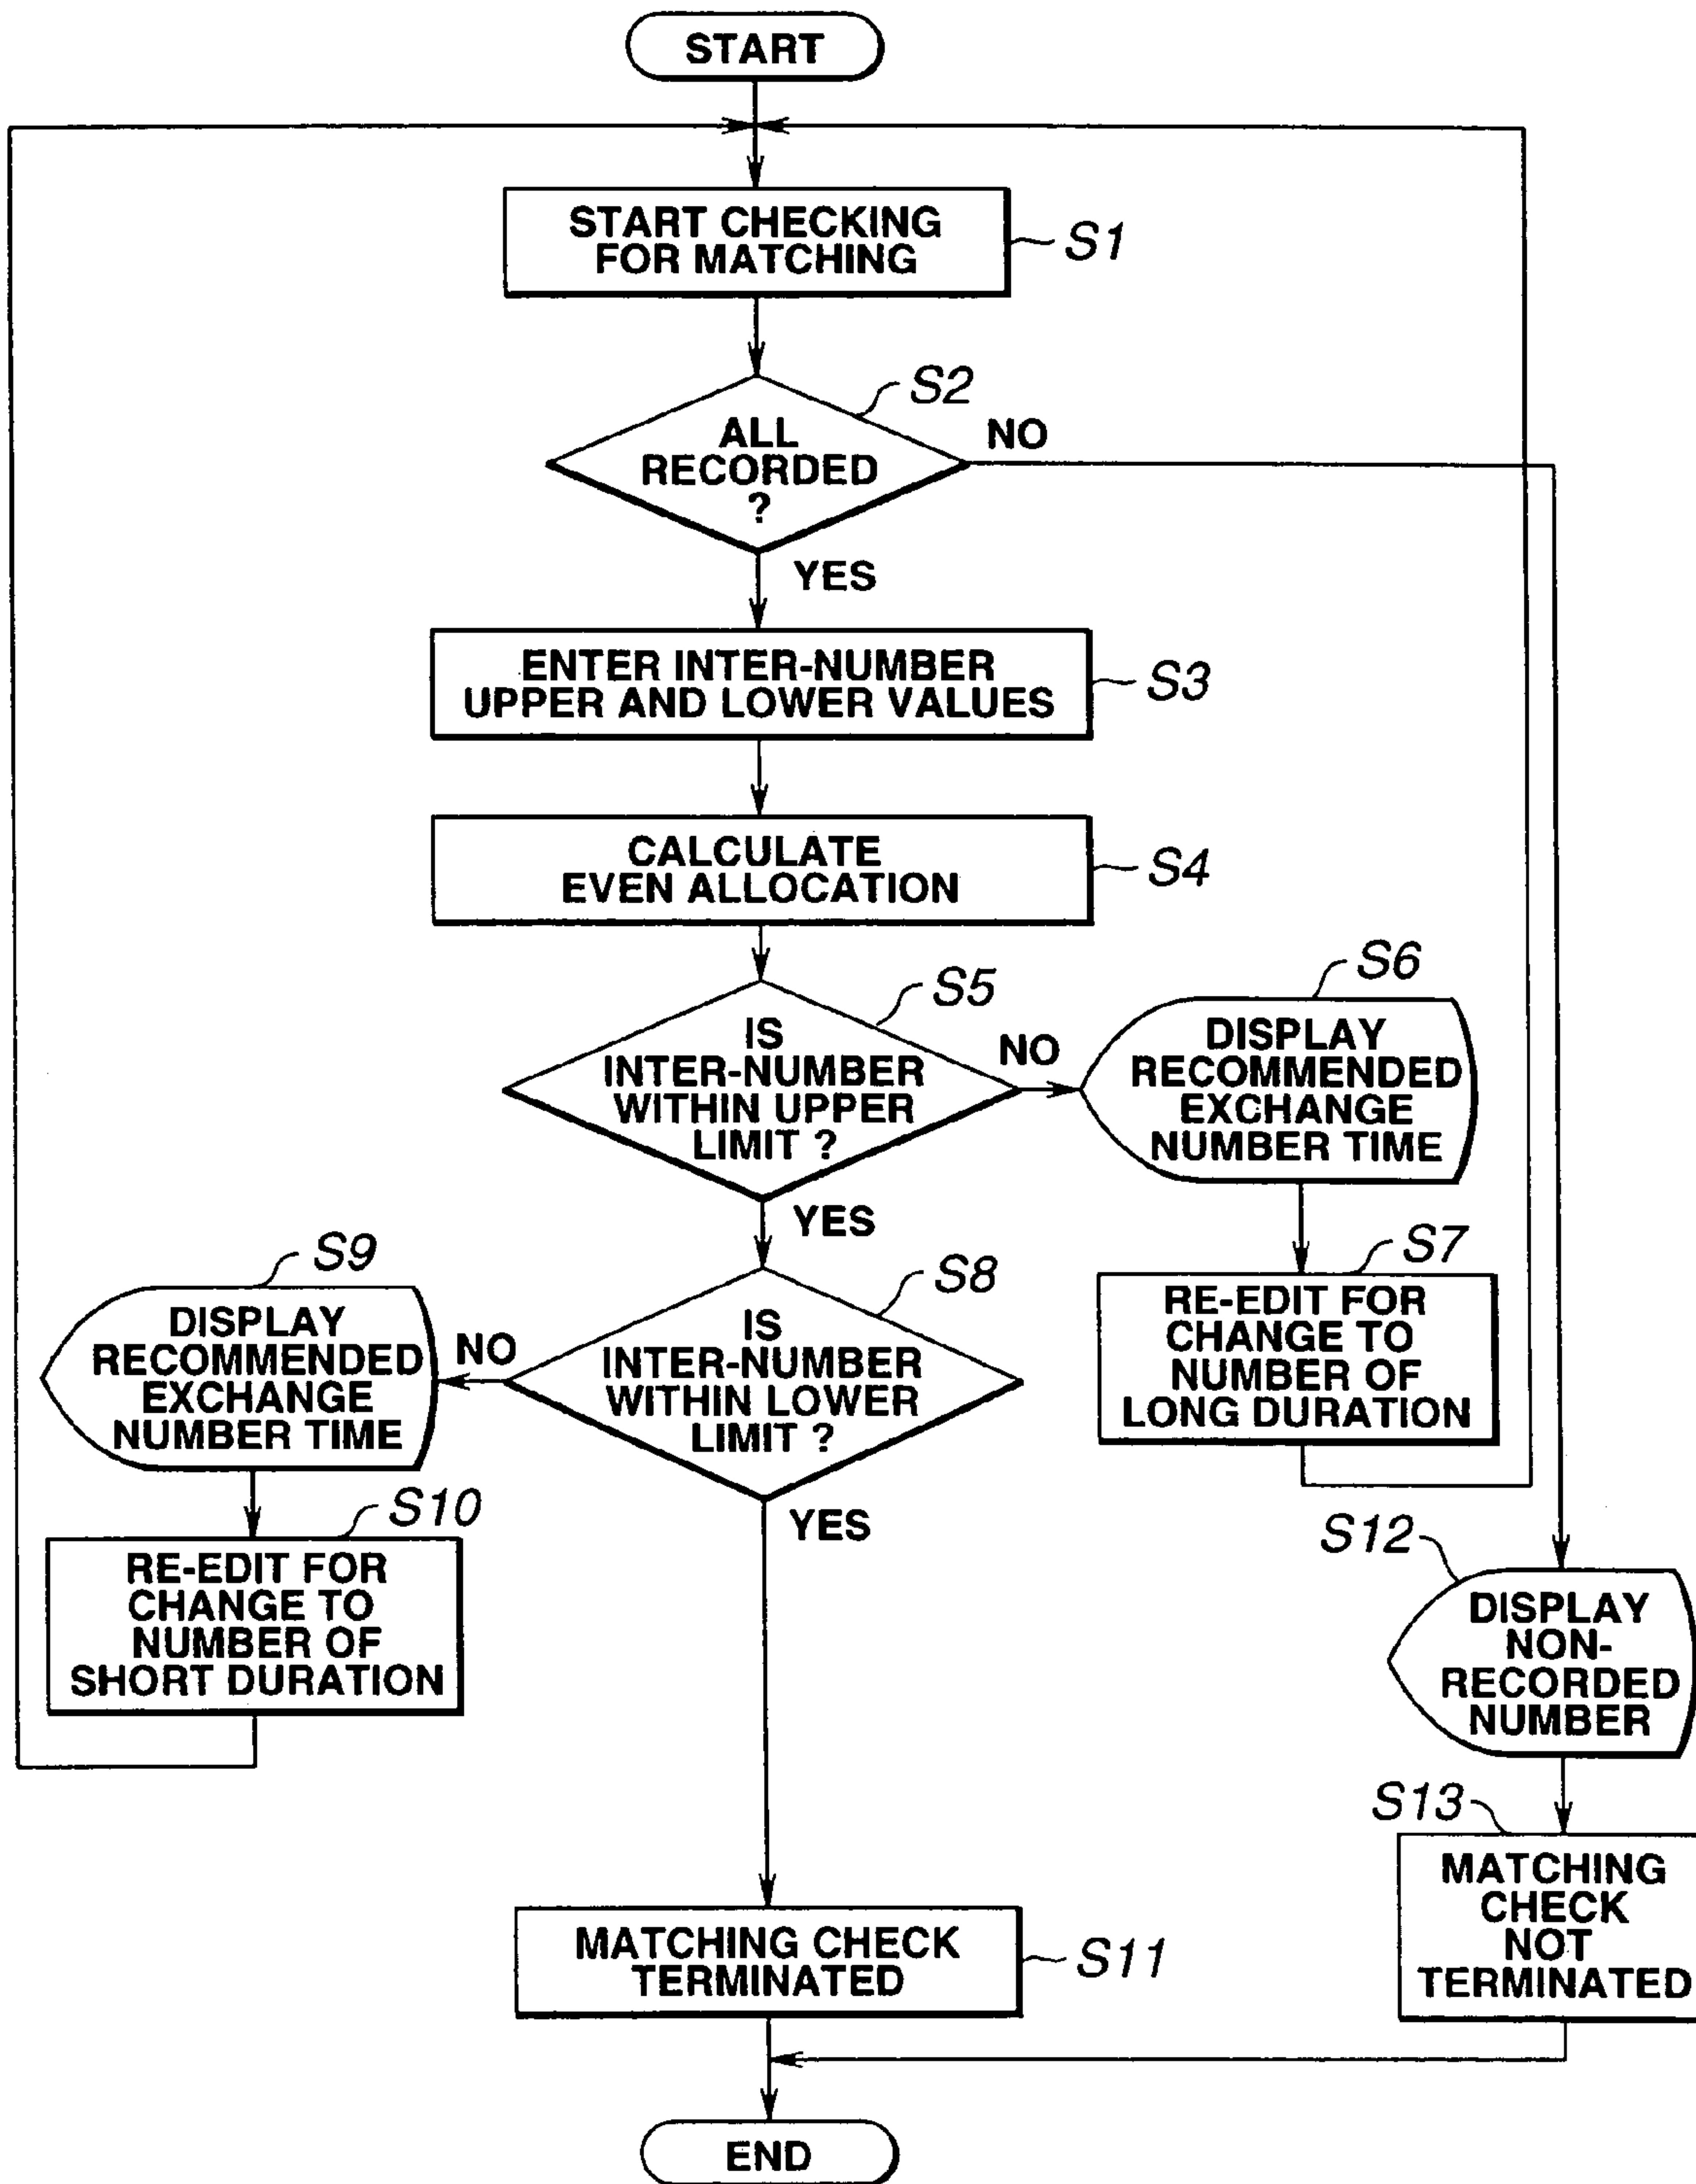 START
START CHECKING
FOR MATCHING
S1
S2
ALL
RECORDED
?
NO
YES
ENTER INTER-NUMBER
UPPER AND LOWER VALUES
S3
CALCULATE
EVEN ALLOCATION
S4
S5
IS
INTER-NUMBER
WITHIN UPPER
LIMIT ?
NO
YES
S6
DISPLAY
RECOMMENDED
EXCHANGE
NUMBER TIME
S7
RE-EDIT FOR
CHANGE TO
NUMBER OF
LONG DURATION
S8
IS
INTER-NUMBER
WITHIN LOWER
LIMIT ?
NO
YES
S9
DISPLAY
RECOMMENDED
EXCHANGE
NUMBER TIME
S10
RE-EDIT FOR
CHANGE TO
NUMBER OF
SHORT DURATION
S12
DISPLAY
NON-
RECORDED
NUMBER
S13
MATCHING
CHECK
NOT
TERMINATED
MATCHING CHECK
TERMINATED
S11
END